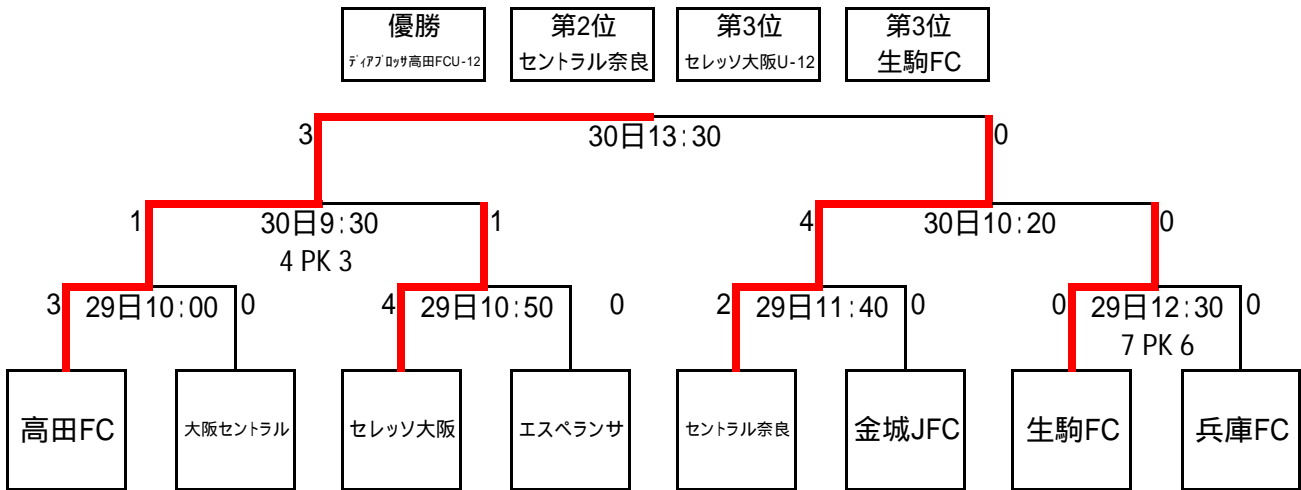 優勝
ディアブロッサ高田FCU-12
第2位
セントラル奈良
第3位
セレッソ大阪U-12
第3位
生駒FC
3 30日13:30 0
1 30日9:30 1
4 PK 3
4 30日10:20 0
3 29日10:00 0
4 29日10:50 0
2 29日11:40 0
0 29日12:30 0
7 PK 6
高田FC
大阪セントラル
セレッソ大阪
エスペランサ
セントラル奈良
金城JFC
生駒FC
兵庫FC